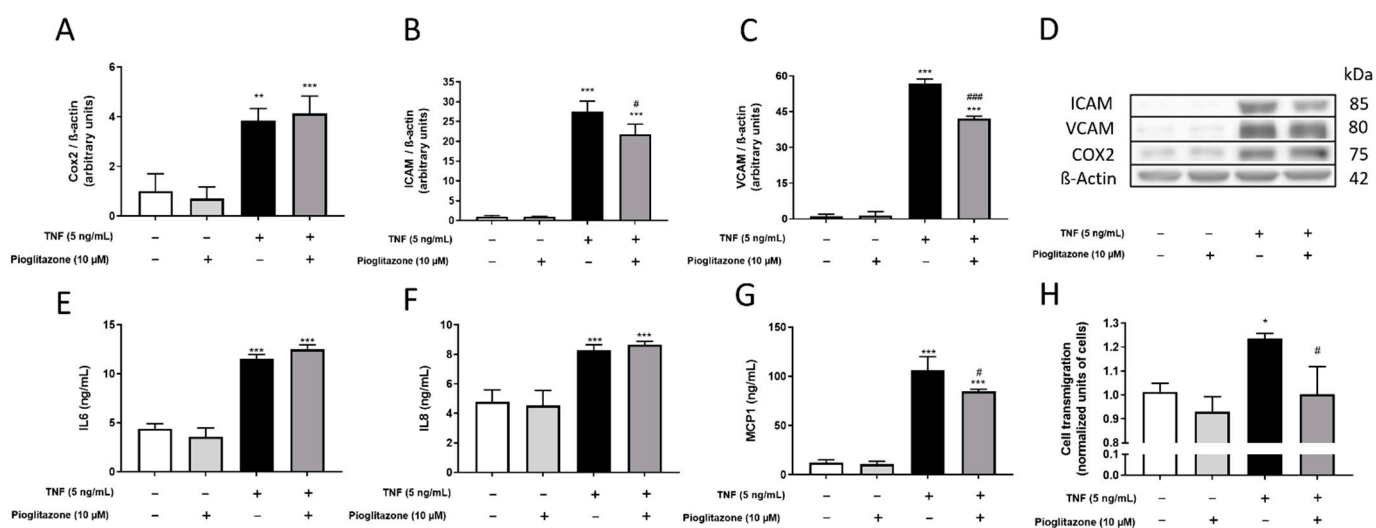 A
Cox2 / ß-actin
(arbitrary units)
6
4
2
0
** ***
TNF (5 ng/mL) – – + +
Pioglitazone (10 µM) – + – +
B
ICAM / ß-actin
(arbitrary units)
35
30
25
20
15
10
5
0
***
#
***
TNF (5 ng/mL) – – + +
Pioglitazone (10 µM) – + – +
C
VCAM / ß-actin
(arbitrary units)
60
45
30
15
0
***
###
***
TNF (5 ng/mL) – – + +
Pioglitazone (10 µM) – + – +
D
kDa
ICAM 85
VCAM 80
COX2 75
ß-Actin 42
TNF (5 ng/mL) – – + +
Pioglitazone (10 µM) – + – +
E
IL6 (ng/mL)
15
10
5
0
*** ***
TNF (5 ng/mL) – – + +
Pioglitazone (10 µM) – + – +
F
IL8 (ng/mL)
10
8
6
4
2
0
*** ***
TNF (5 ng/mL) – – + +
Pioglitazone (10 µM) – + – +
G
MCP1 (ng/mL)
150
100
50
0
***
#
***
TNF (5 ng/mL) – – + +
Pioglitazone (10 µM) – + – +
H
Cell transmigration
(normalized units of cells)
1.3
1.2
1.1
1.0
0.9
0.1
0.0
*
#
TNF (5 ng/mL) – – + +
Pioglitazone (10 µM) – + – +